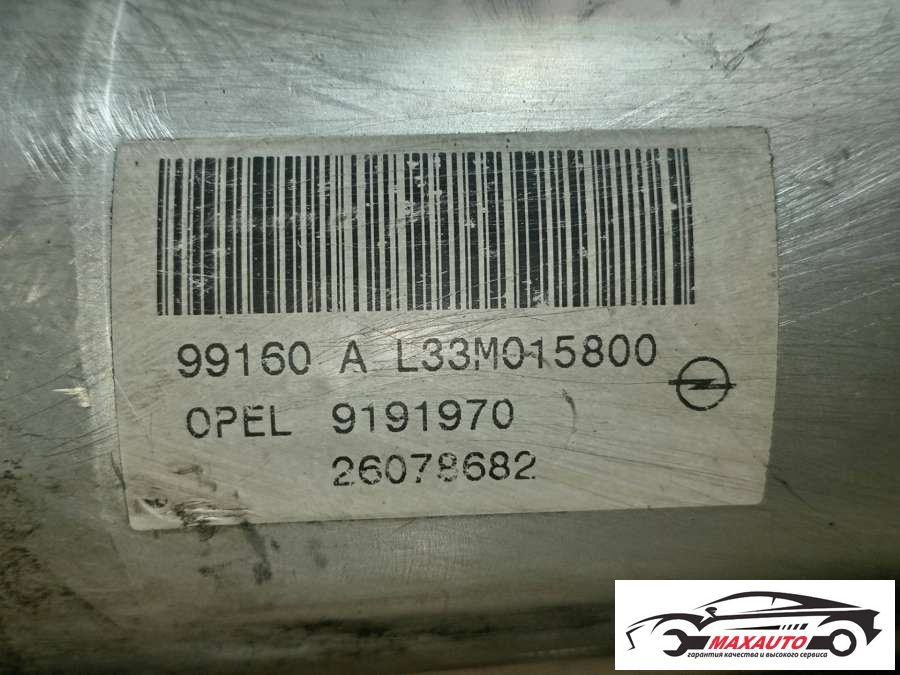 99160 A L33M015800
OPEL 9191970
26078682
MAXAUTO
гарантия качества и высокого сервиса